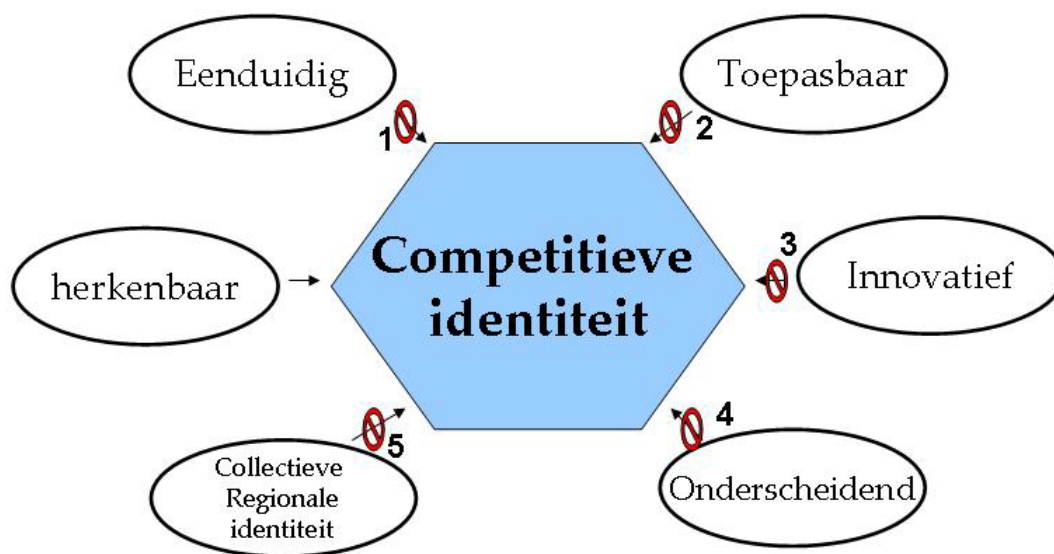 Eenduidig
Toepasbaar
1
2
3
herkenbaar
Competitieve
identiteit
Innovatief
4
5
Collectieve
Regionale
identiteit
Onderscheidend